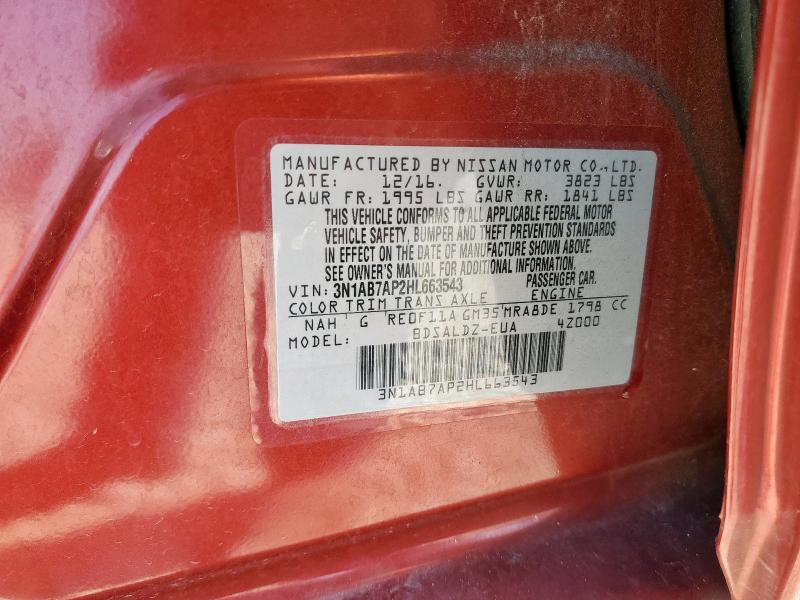 MANUFACTURED BY NISSAN MOTOR CO.,LTD.
DATE: 12/16. GVWR: 3823 LBS
GAWR FR: 1995 LBS GAWR RR: 1841 LBS
THIS VEHICLE CONFORMS TO ALL APPLICABLE FEDERAL MOTOR
VEHICLE SAFETY, BUMPER AND THEFT PREVENTION STANDARDS
IN EFFECT ON THE DATE OF MANUFACTURE SHOWN ABOVE.
SEE OWNER'S MANUAL FOR ADDITIONAL INFORMATION.
VIN: 3N1AB7AP2HL663543 PASSENGER CAR.
COLOR TRIM TRANS AXLE ENGINE
NAH G RE0F11A GM35 MRA8DE 1798 CC
MODEL: BDSALDZ-EUA 4Z000
3N1AB7AP2HL663543